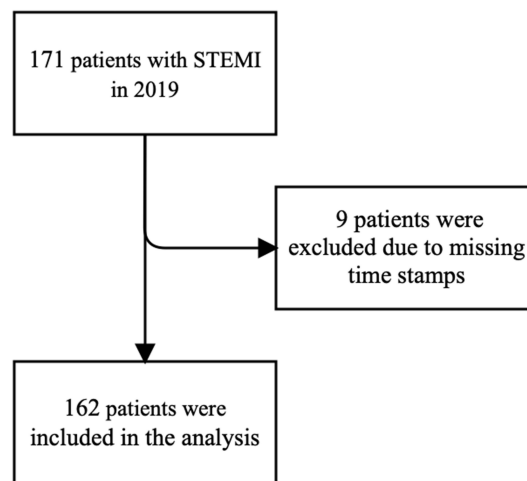 171 patients with STEMI
in 2019
9 patients were
excluded due to missing
time stamps
162 patients were
included in the analysis